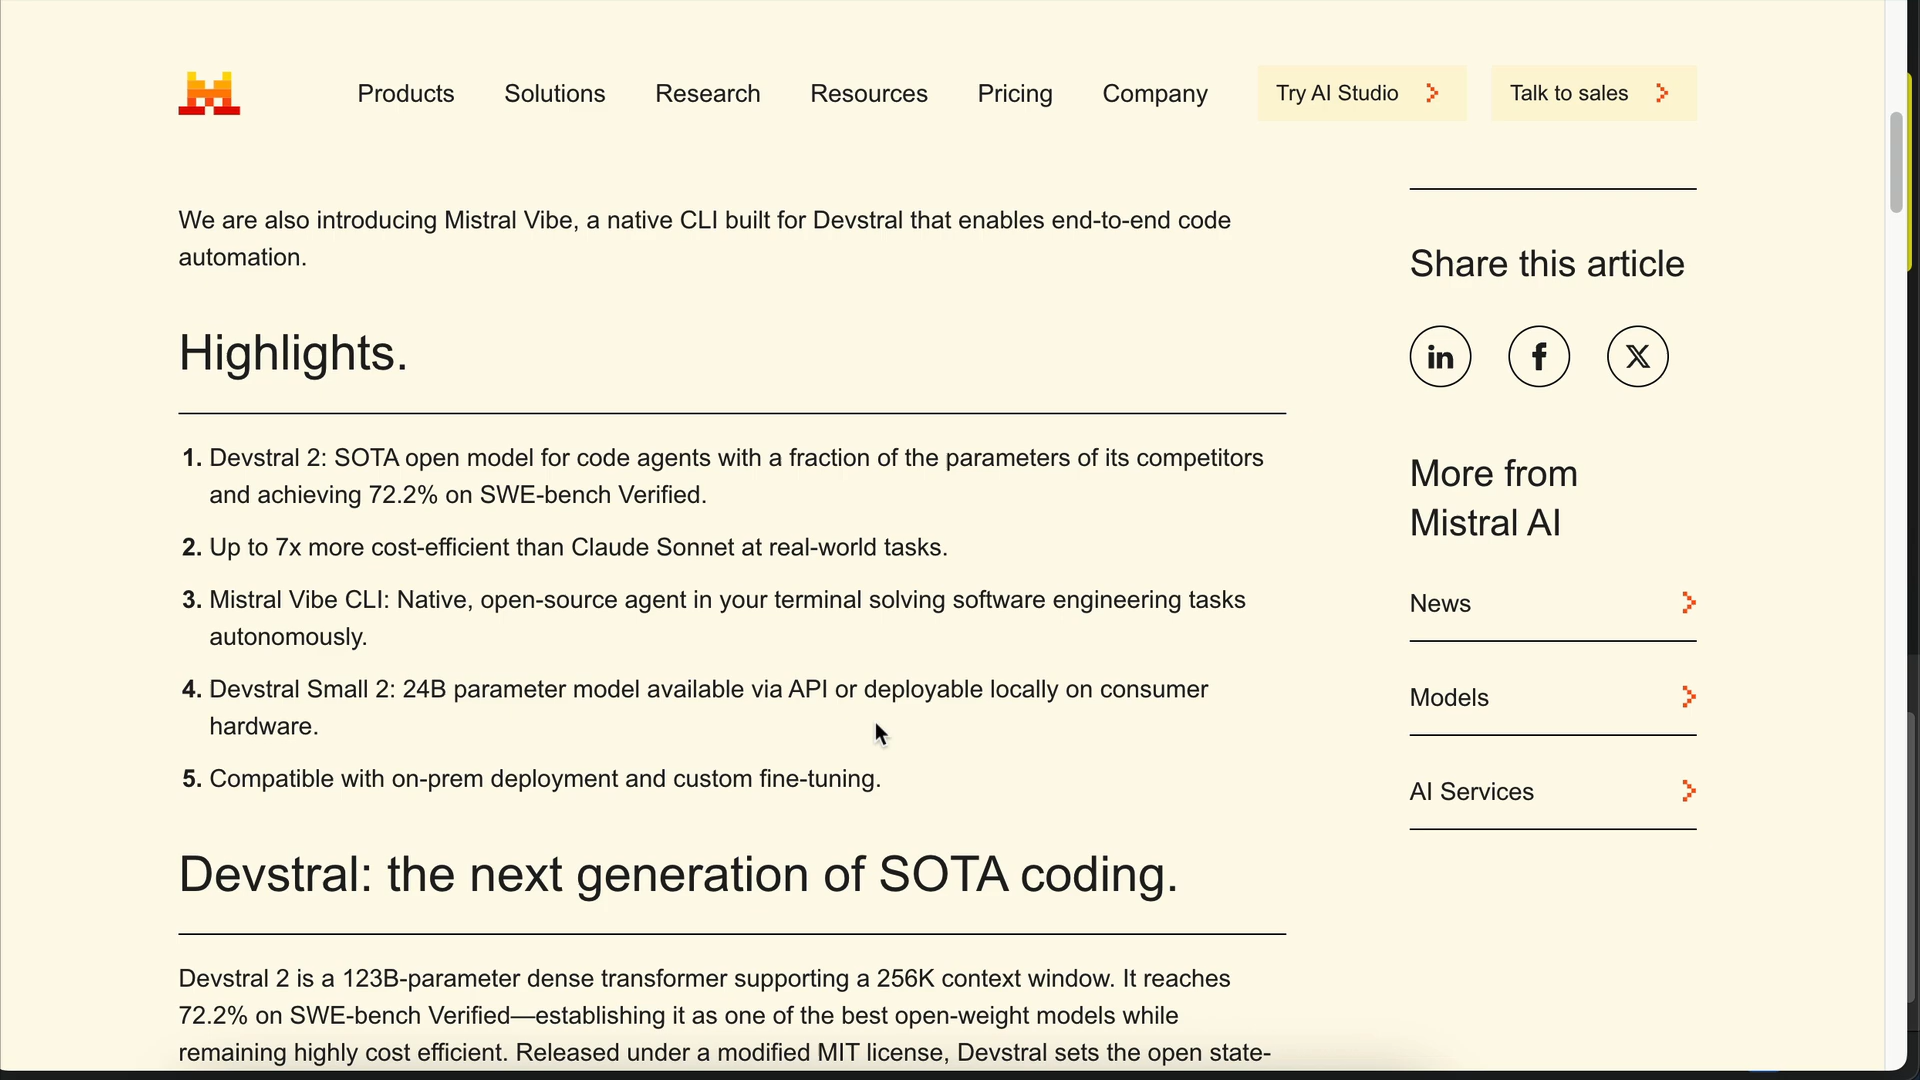 Products Solutions Research Resources Pricing Company Try AI Studio Talk to sales
We are also introducing Mistral Vibe, a native CLI built for Devstral that enables end-to-end code
automation.
Highlights.
1. Devstral 2: SOTA open model for code agents with a fraction of the parameters of its competitors
and achieving 72.2% on SWE-bench Verified.
2. Up to 7x more cost-efficient than Claude Sonnet at real-world tasks.
3. Mistral Vibe CLI: Native, open-source agent in your terminal solving software engineering tasks
autonomously.
4. Devstral Small 2: 24B parameter model available via API or deployable locally on consumer
hardware.
5. Compatible with on-prem deployment and custom fine-tuning.
Devstral: the next generation of SOTA coding.
Devstral 2 is a 123B-parameter dense transformer supporting a 256K context window. It reaches
72.2% on SWE-bench Verified—establishing it as one of the best open-weight models while
remaining highly cost efficient. Released under a modified MIT license, Devstral sets the open state-
Share this article
in f X
More from
Mistral AI
News
Models
AI Services